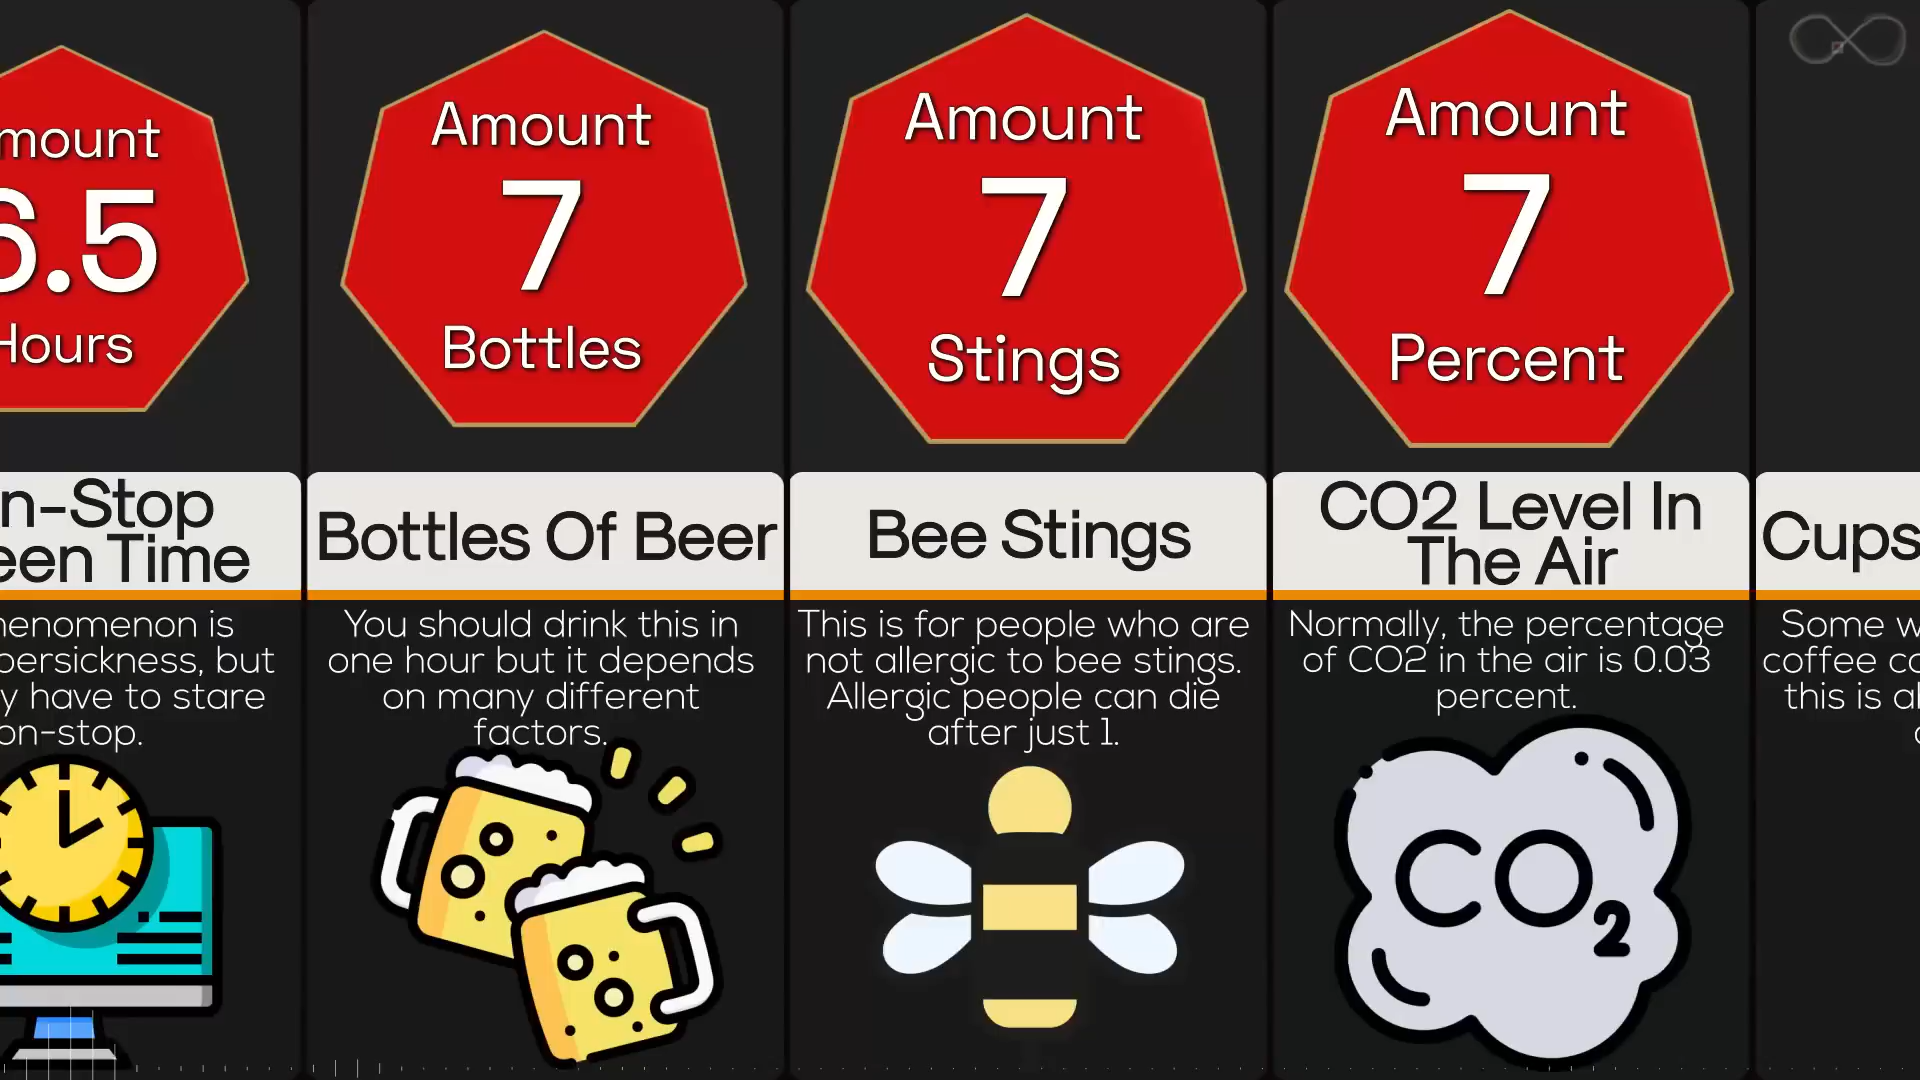 mount
6.5
Hours
n-Stop
een Time
henomenon is
persickness, but
y have to stare
on-stop.
Amount
7
Bottles
Bottles Of Beer
You should drink this in
one hour but it depends
on many different
factors.
Amount
7
Stings
Bee Stings
This is for people who are
not allergic to bee stings.
Allergic people can die
after just 1.
Amount
7
Percent
CO2 Level In
The Air
Normally, the percentage
of CO2 in the air is 0.03
percent.
CO2
Cups
Some w
coffee co
this is a